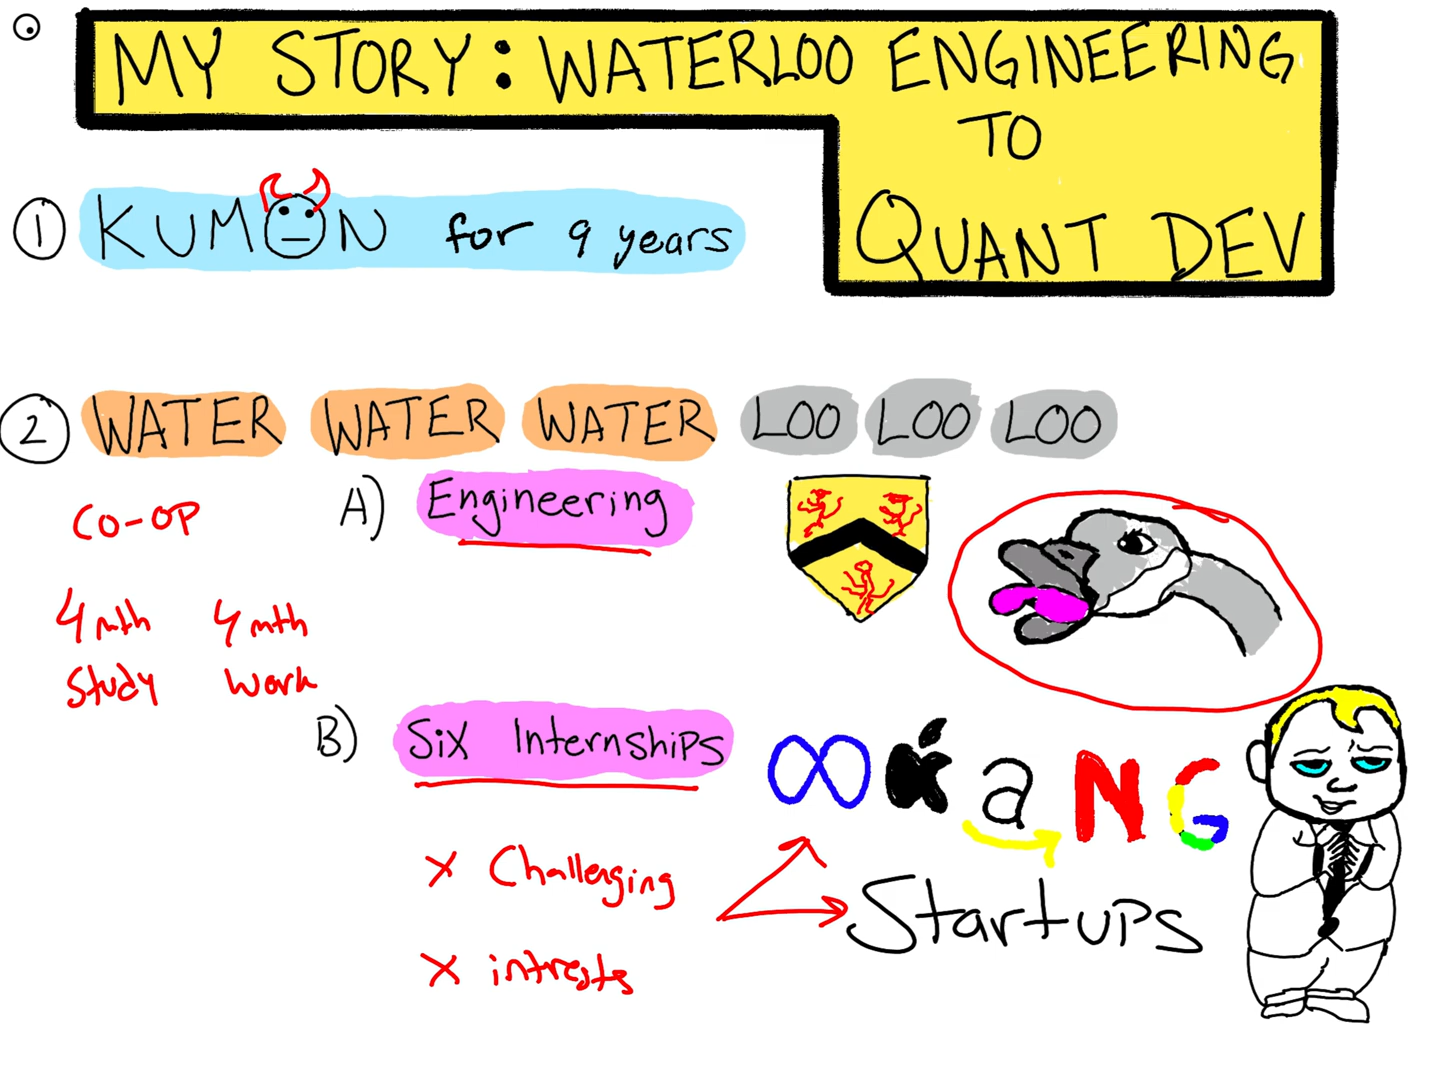 MY STORY: WATERLOO ENGINEERING
TO
QUANT DEV
1 KUMON for 9 years
2 WATER WATER WATER LOO LOO LOO
A) Engineering
CO-OP
4 mth 4 mth
Study work
B) Six Internships
a N G
x Challenging
Startups
x intrests